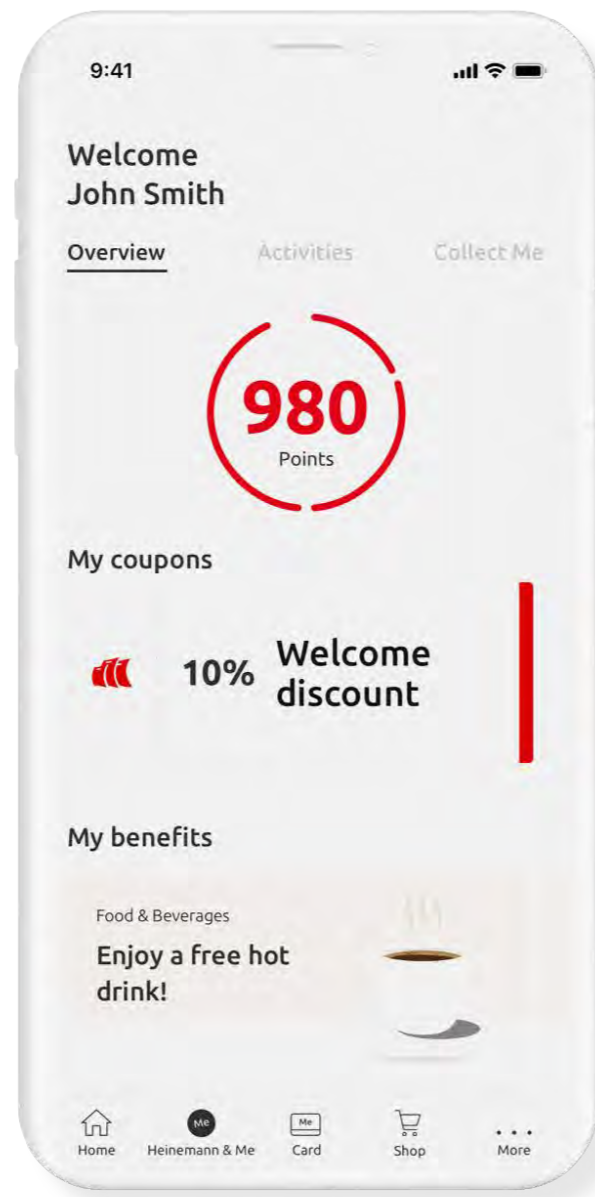 9:41
Welcome
John Smith
Overview
Activities
Collect Me
980
Points
My coupons
10%
Welcome
discount
My benefits
Food & Beverages
Enjoy a free hot
drink!
Me
Me
Home
Heinemann & Me
Card
Shop
More